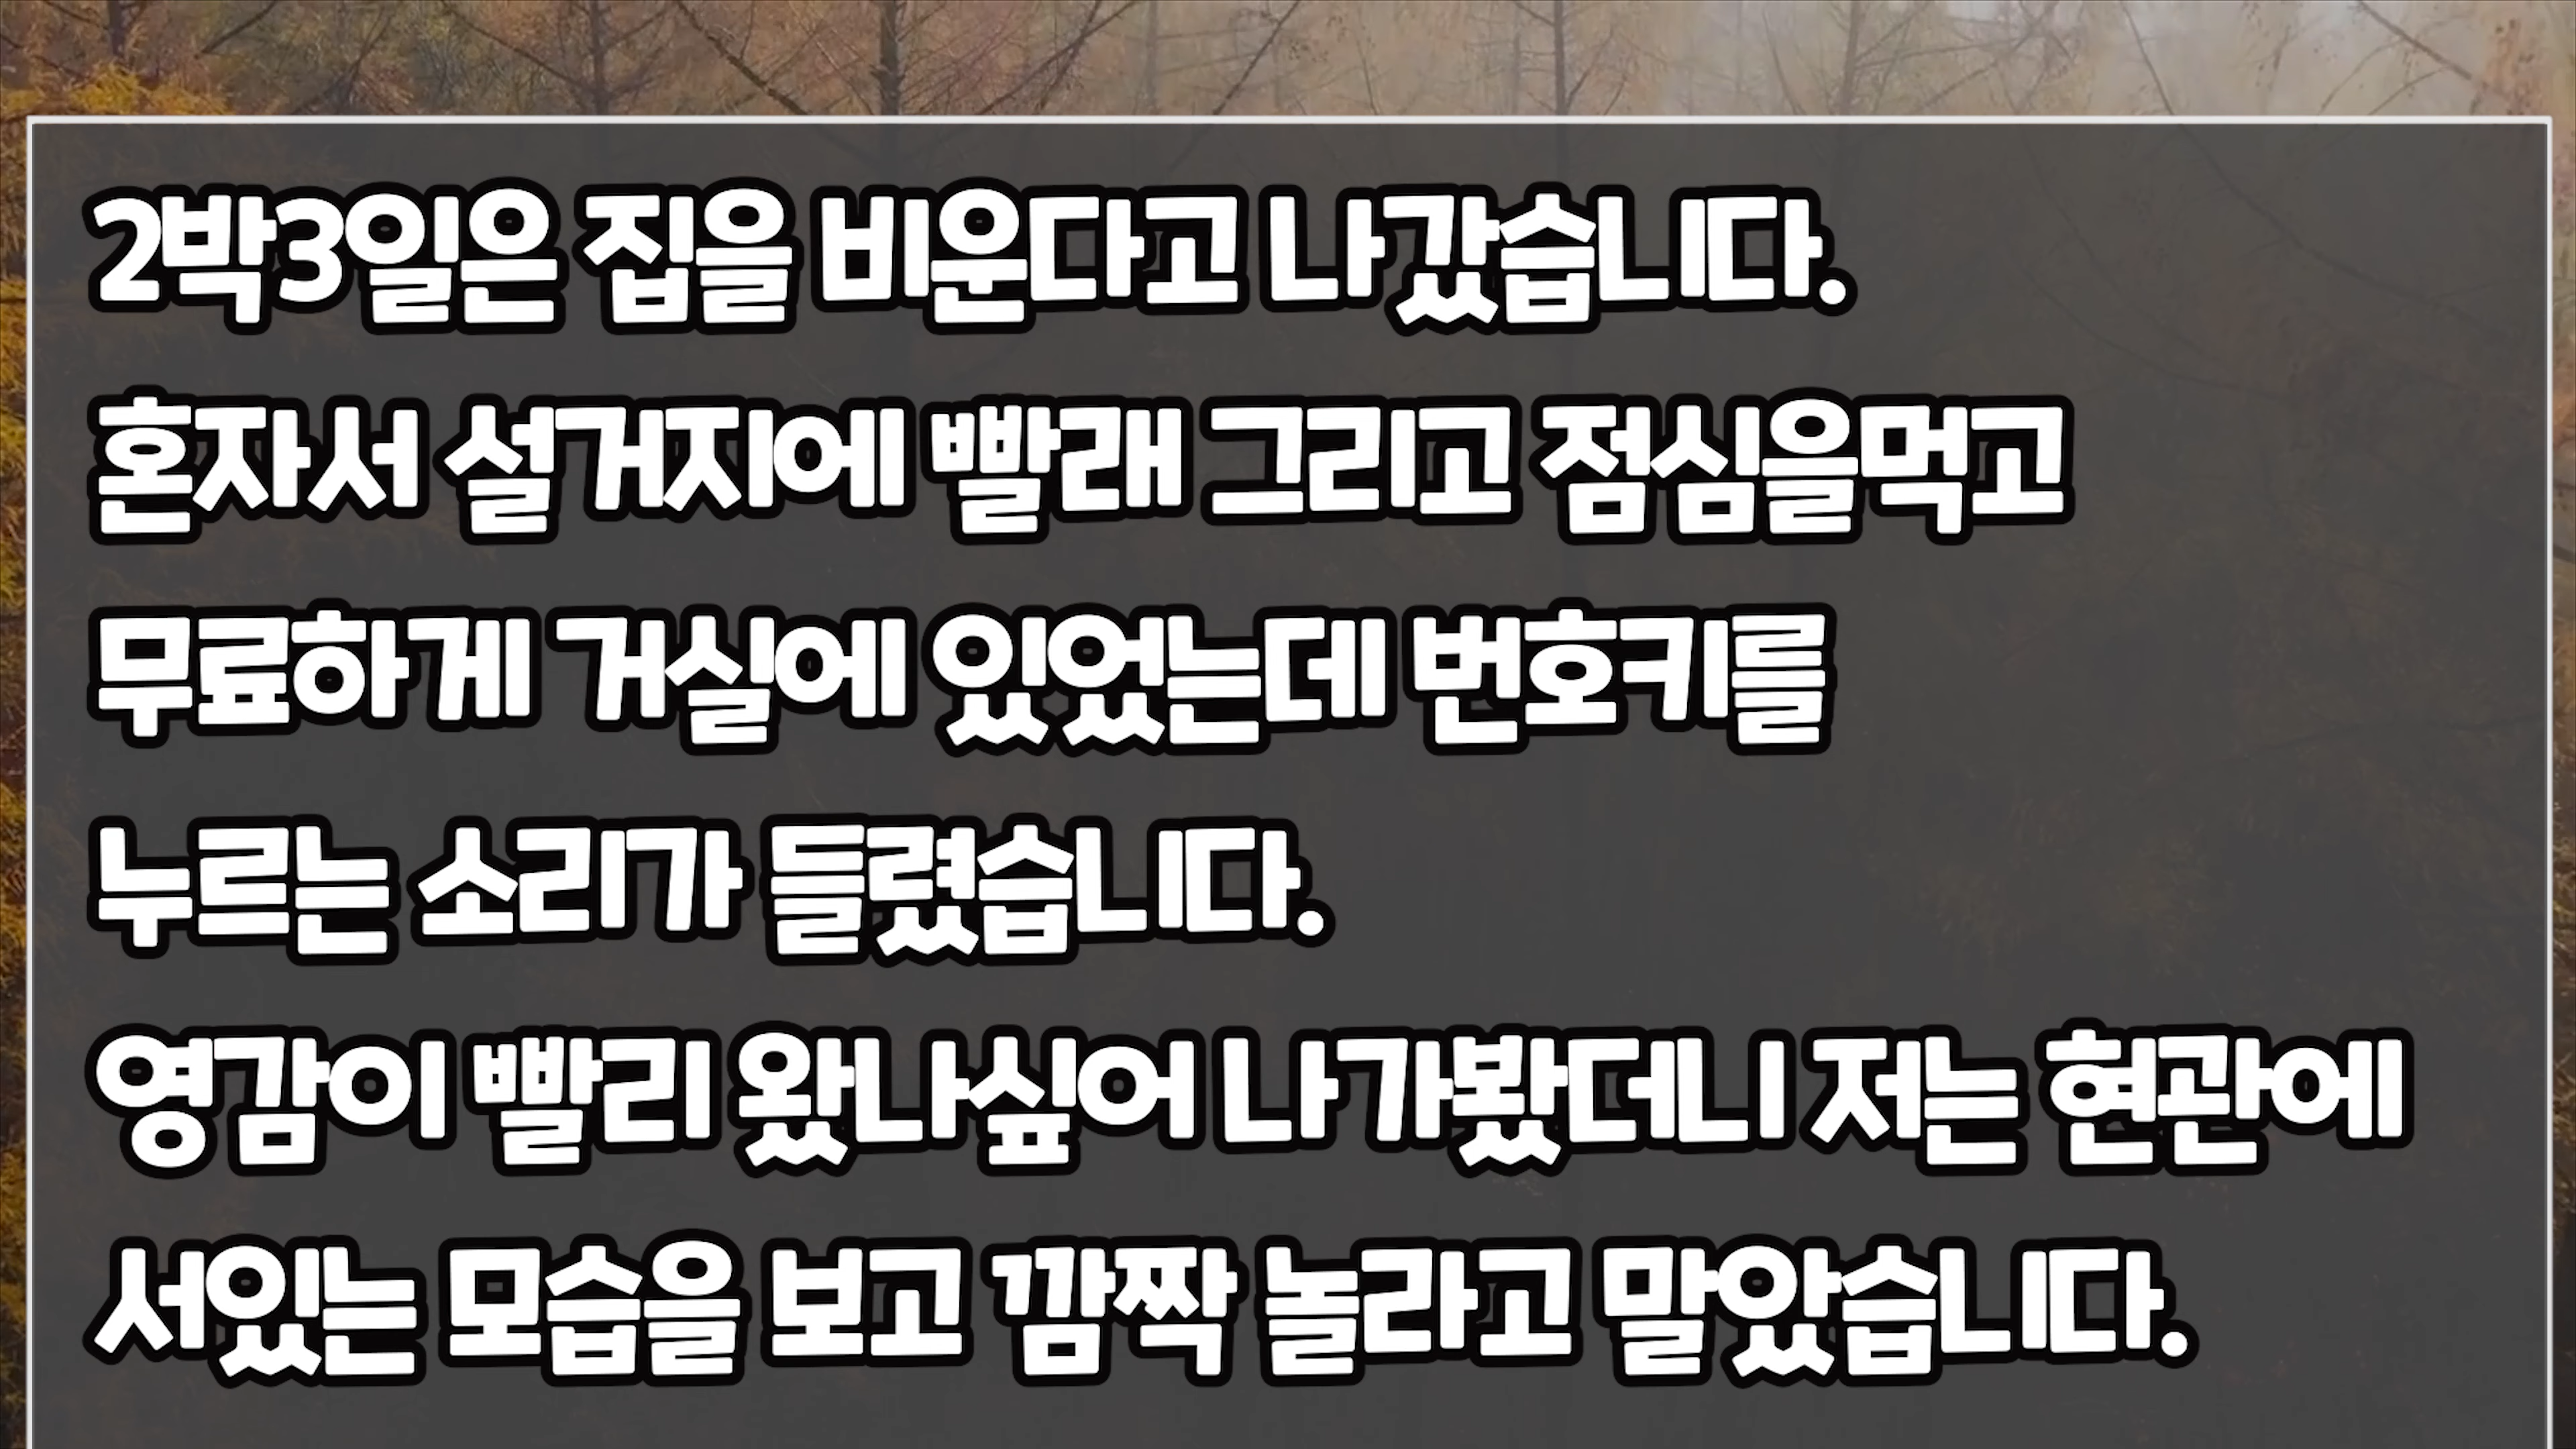 2박3일은 집을 비운다고 나갔습니다.
혼자서 설거지에 빨래 그리고 점심을먹고
무료하게 거실에 있었는데 번호키를
누르는 소리가 들렸습니다.
영감이 빨리 왔나싶어 나가봤더니 저는 현관에
서있는 모습을 보고 깜짝 놀라고 말았습니다.